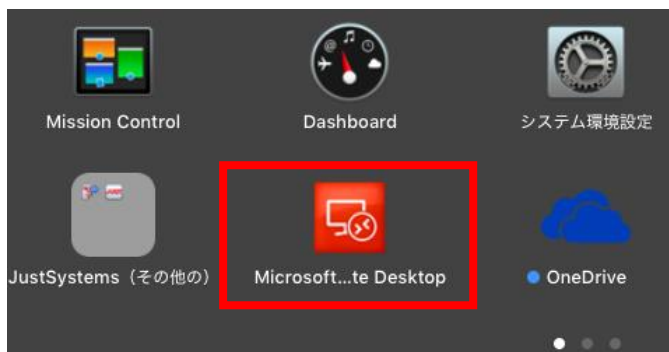 Mission Control
Dashboard
システム環境設定
JustSystems（その他の）
Microsoft...te Desktop
OneDrive